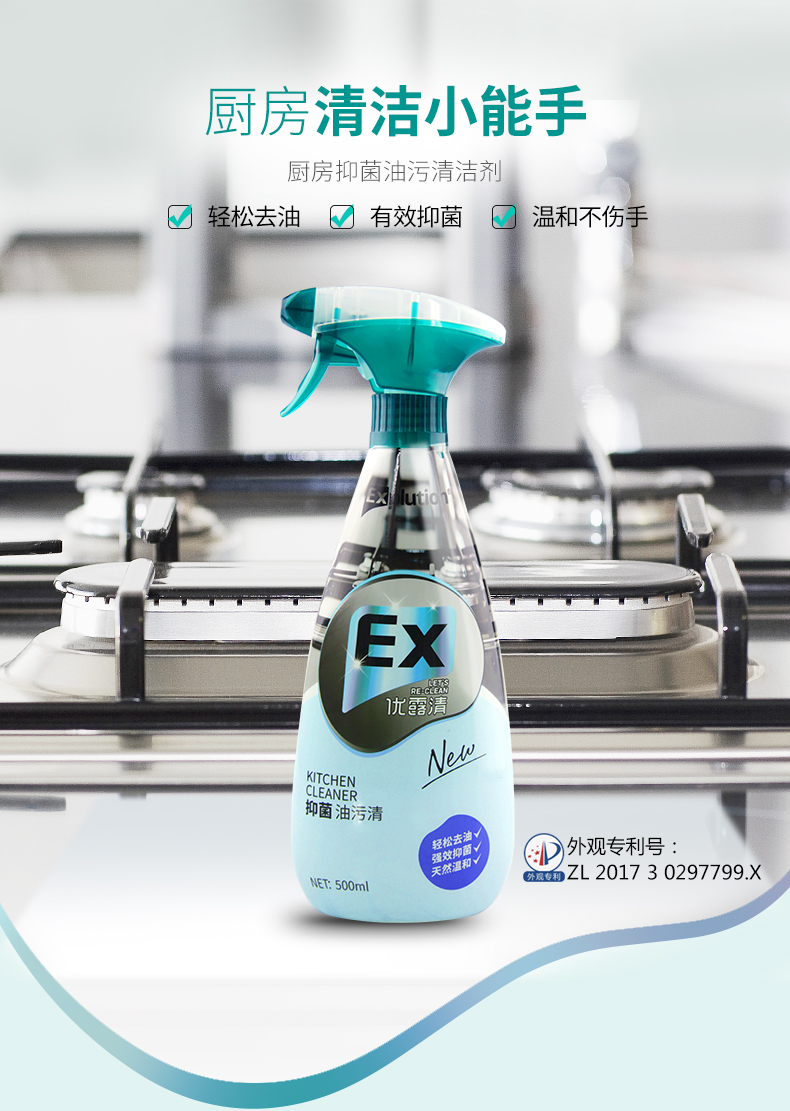 厨房清洁小能手
厨房抑菌油污清洁剂
轻松去油 有效抑菌 温和不伤手
Ex
LET'S
RE-CLEAN
优露清
New
KITCHEN
CLEANER
抑菌 油污清
轻松去油
强效抑菌
天然温和
NET: 500ml
外观专利号：
外观专利 ZL 2017 3 0297799.X